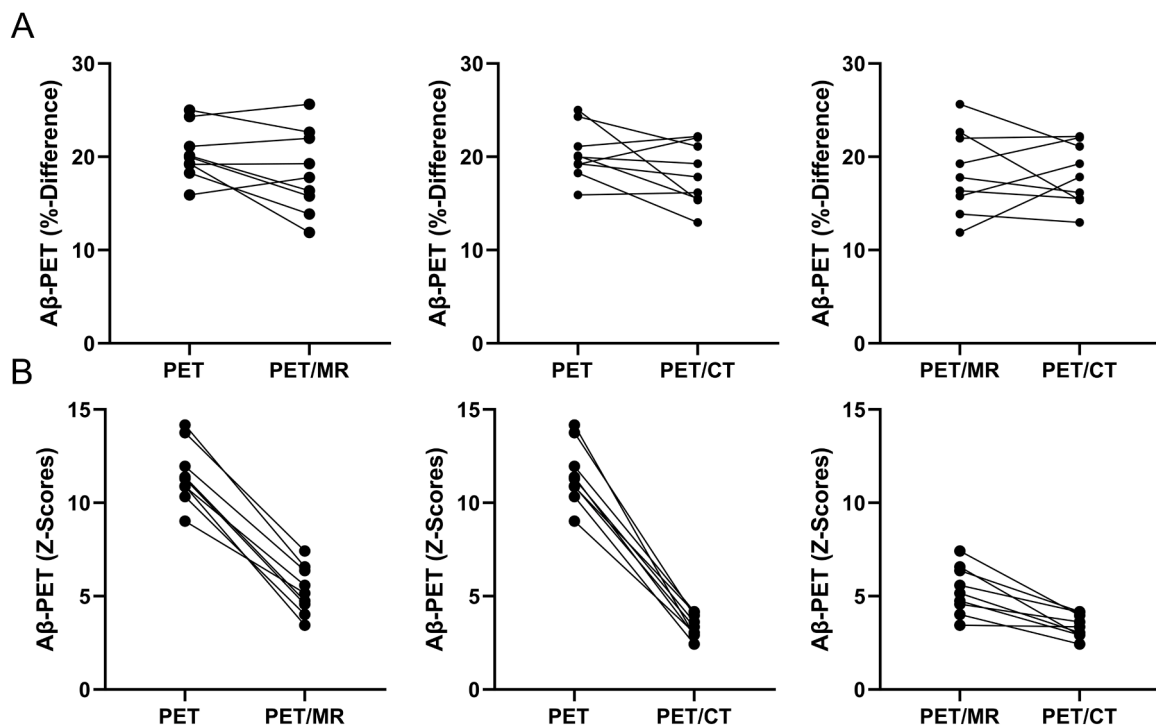 A
Aβ-PET (%-Difference)
30
20
10
0
PET PET/MR
Aβ-PET (%-Difference)
30
20
10
0
PET PET/CT
Aβ-PET (%-Difference)
30
20
10
0
PET/MR PET/CT
B
Aβ-PET (Z-Scores)
15
10
5
0
PET PET/MR
Aβ-PET (Z-Scores)
15
10
5
0
PET PET/CT
Aβ-PET (Z-Scores)
15
10
5
0
PET/MR PET/CT